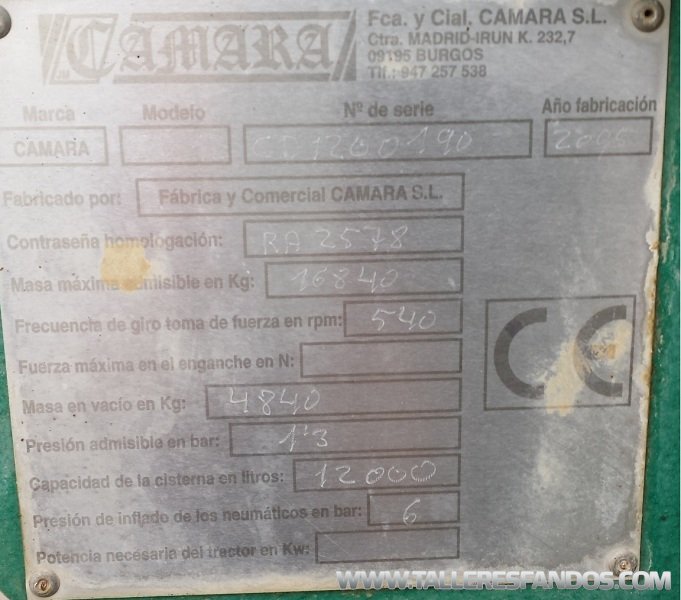 CAMARA
Fca. y Cial. CAMARA S.L.
Ctra. MADRID-IRUN K. 232,7
09195 BURGOS
Tlf.: 947 257 538
Marca Modelo Nº de serie Año fabricación
CAMARA CC1200190
Fabricado por: Fábrica y Comercial CAMARA S.L.
Contraseña homologación: RA 2578
Masa máxima admisible en Kg: 16840
Frecuencia de giro toma de fuerza en rpm: 540
Fuerza máxima en el enganche en N:
Masa en vacío en Kg: 4840
Presión admisible en bar: 1'3
Capacidad de la cisterna en litros: 12000
Presión de inflado de los neumáticos en bar: 6
Potencia necesaria del tractor en Kw:
CE
WWW.TALLERESFANDOS.COM